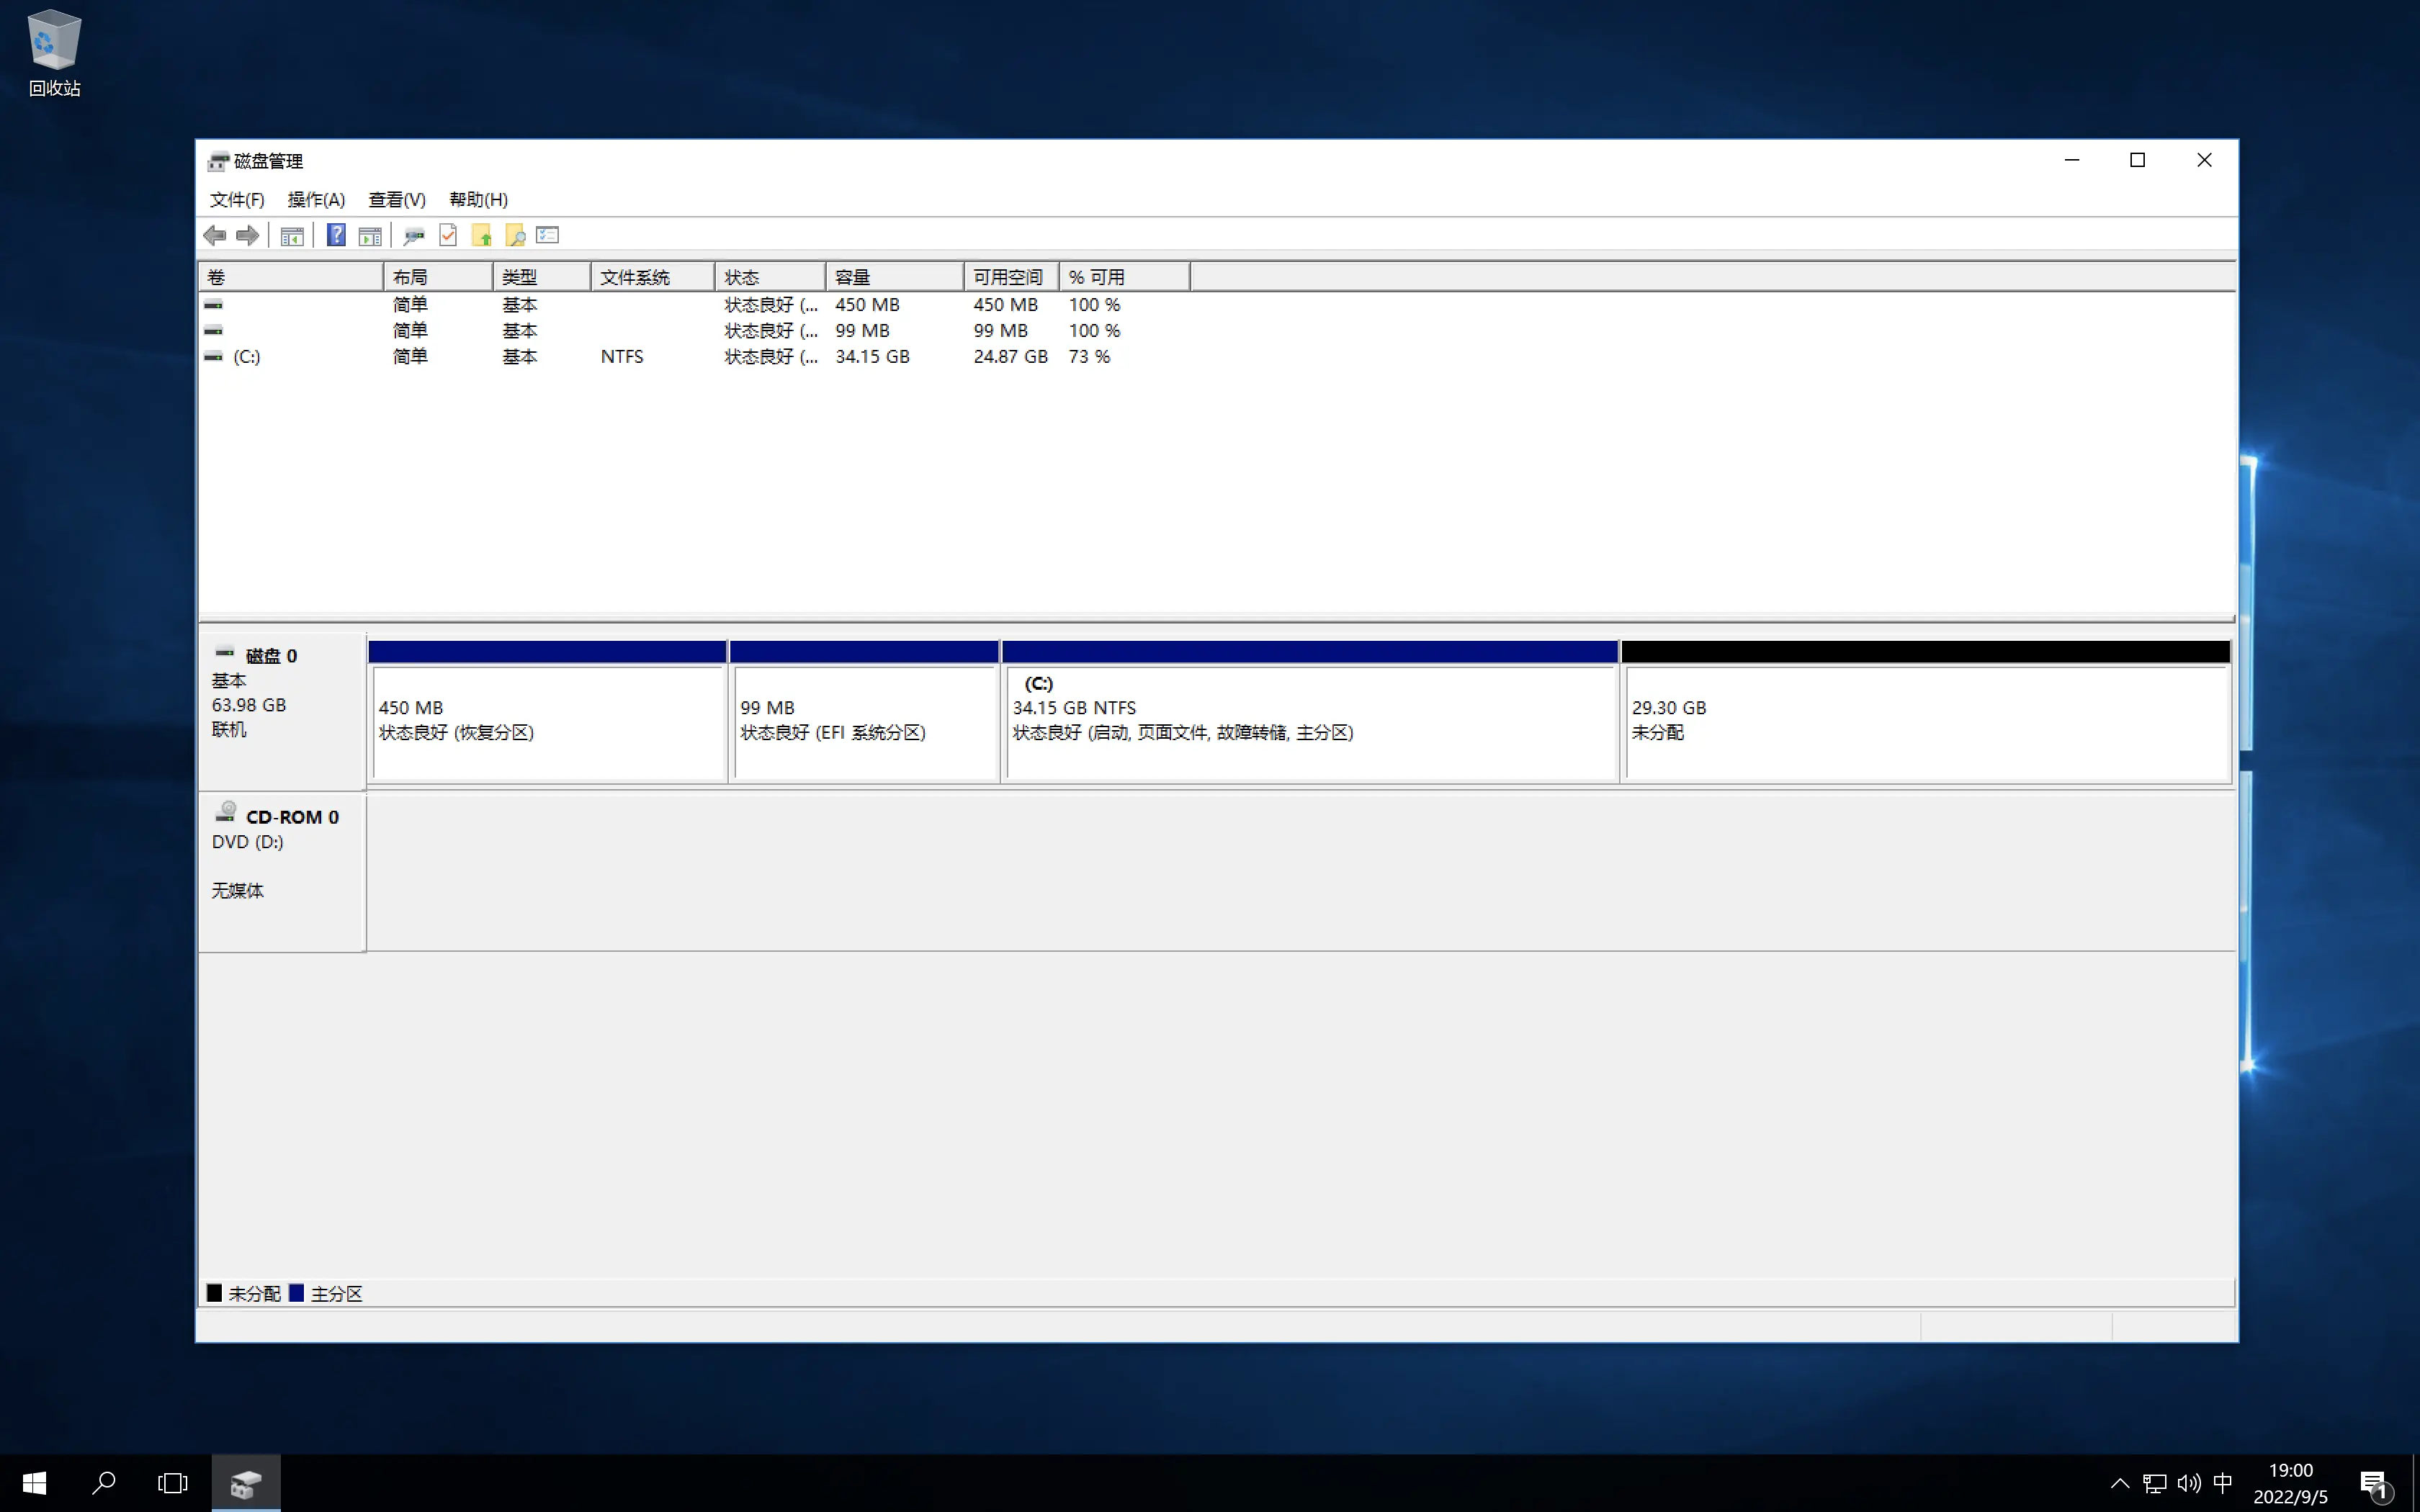 回收站
磁盘管理
文件(F) 操作(A) 查看(V) 帮助(H)
卷 布局 类型 文件系统 状态 容量 可用空间 % 可用
简单 基本 状态良好 (... 450 MB 450 MB 100 %
简单 基本 状态良好 (... 99 MB 99 MB 100 %
(C:) 简单 基本 NTFS 状态良好 (... 34.15 GB 24.87 GB 73 %
磁盘 0
基本
63.98 GB
联机
450 MB
状态良好 (恢复分区)
99 MB
状态良好 (EFI 系统分区)
(C:)
34.15 GB NTFS
状态良好 (启动, 页面文件, 故障转储, 主分区)
29.30 GB
未分配
CD-ROM 0
DVD (D:)
无媒体
未分配 主分区
中
19:00
2022/9/5
1